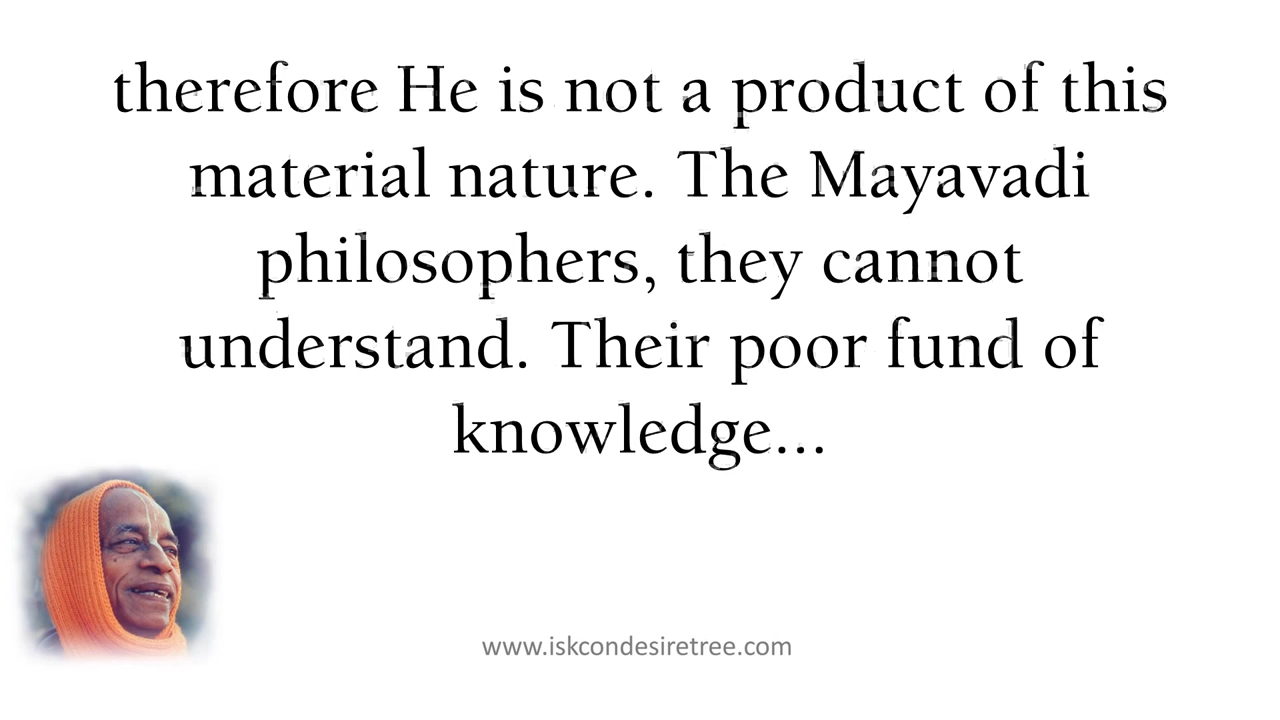 therefore He is not a product of this
material nature. The Mayavadi
philosophers, they cannot
understand. Their poor fund of
knowledge...
www.iskcondesiretree.com